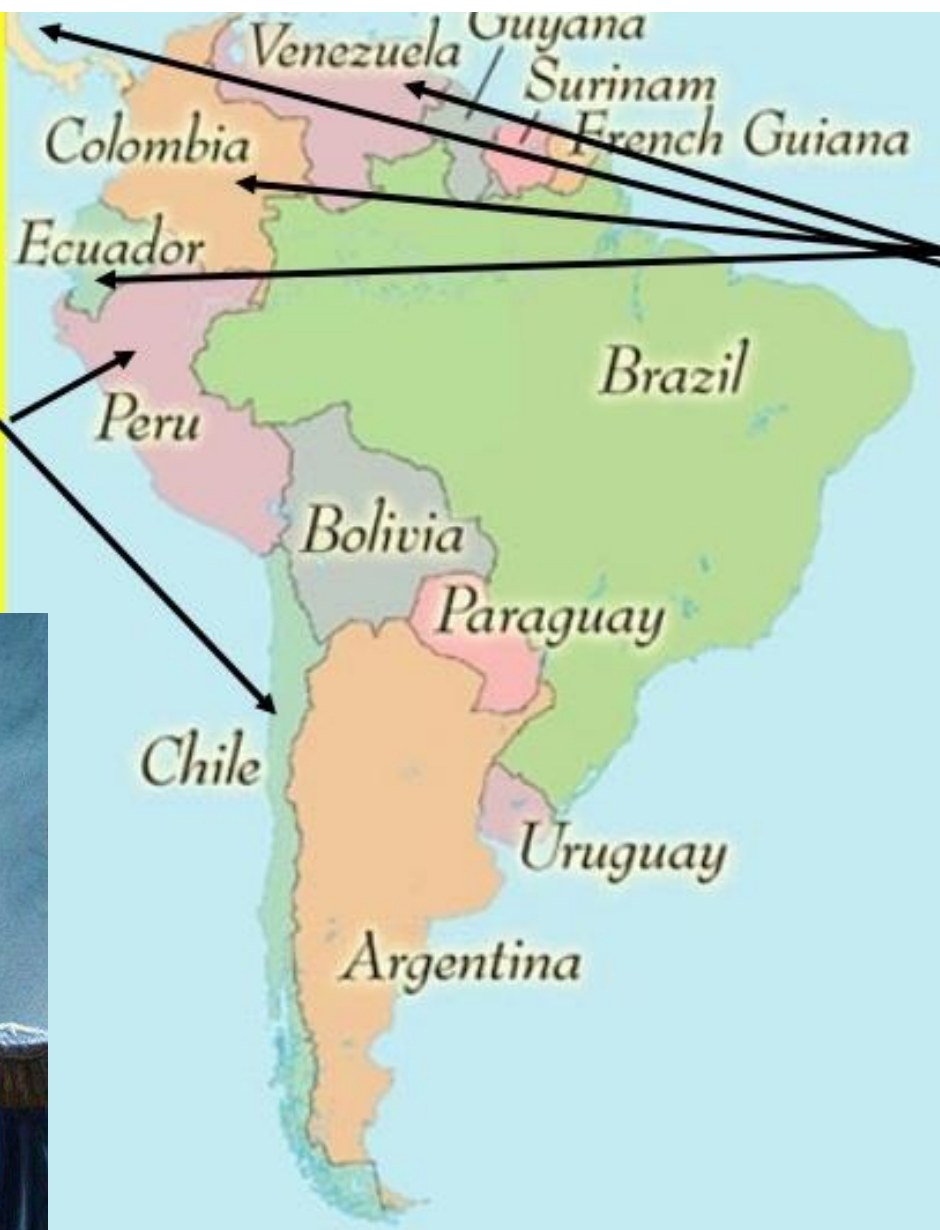 Guyana
Venezuela
Surinam
French Guiana
Colombia
Ecuador
Brazil
Peru
Bolivia
Paraguay
Chile
Uruguay
Argentina